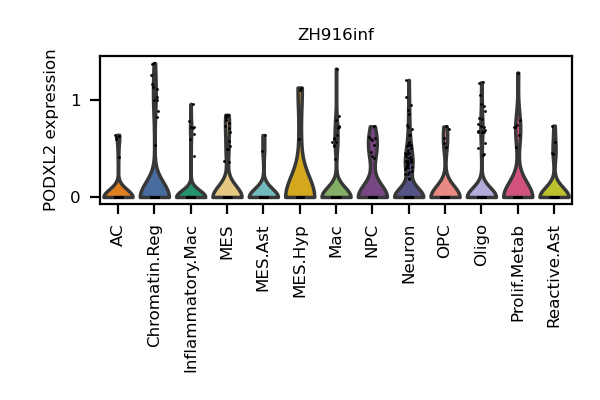 ZH916inf
PODXL2 expression
1
0
AC
Chromatin.Reg
Inflammatory.Mac
MES
MES.Ast
MES.Hyp
Mac
NPC
Neuron
OPC
Oligo
Prolif.Metab
Reactive.Ast